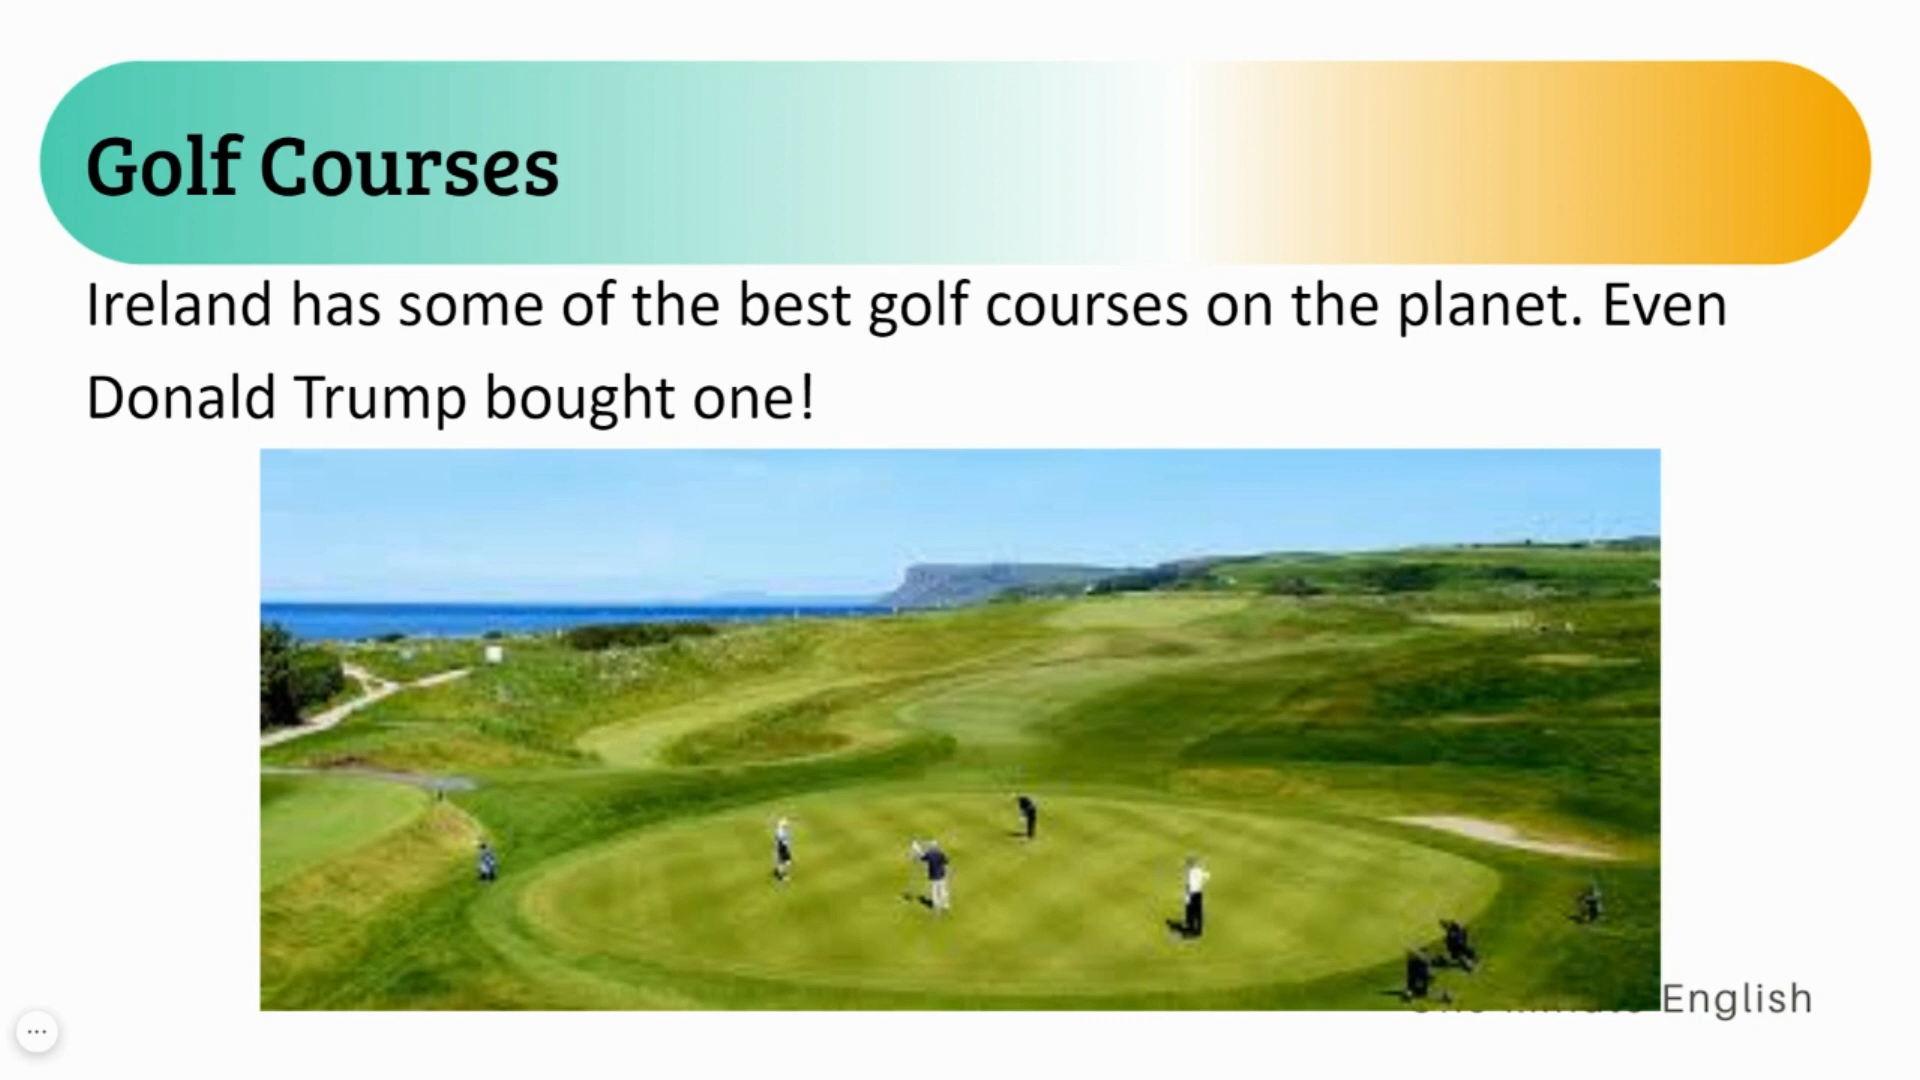 Golf Courses
Ireland has some of the best golf courses on the planet. Even
Donald Trump bought one!
English